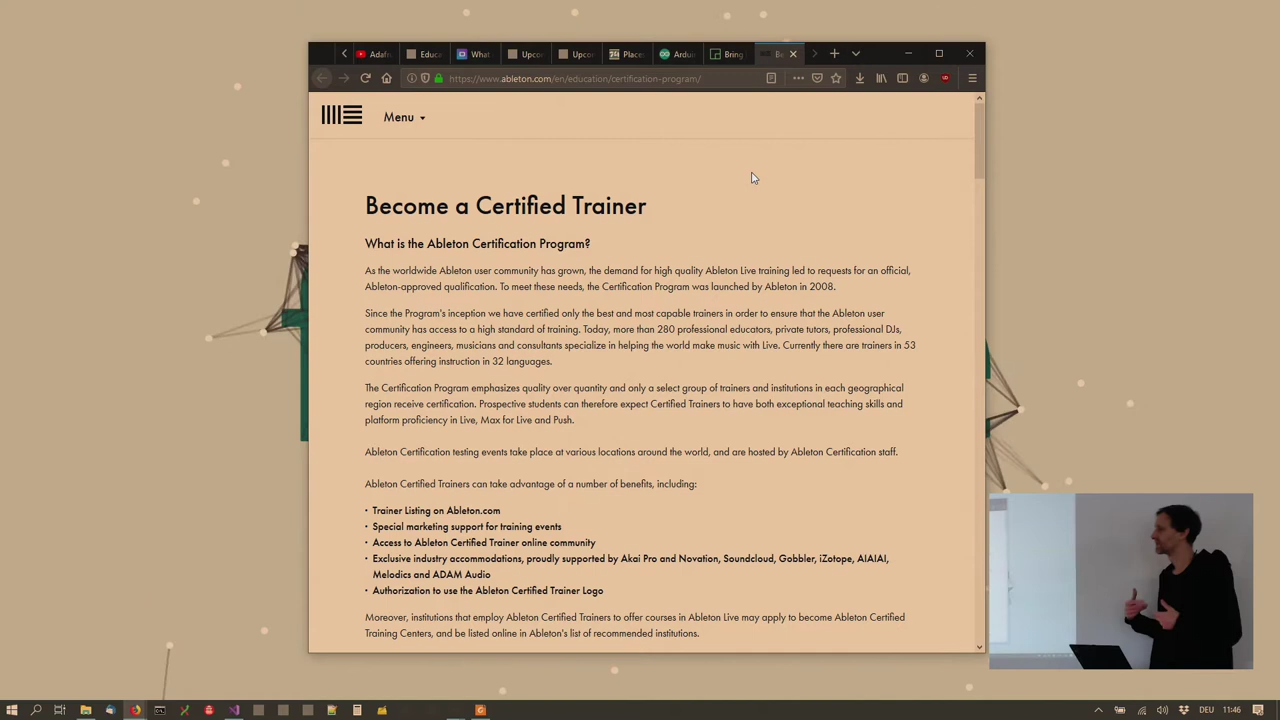 Adafr
Educa
What
Upcor
Upcor
Places
Ardui
Bring
Be
https://www.ableton.com/en/education/certification-program/
Menu
Become a Certified Trainer
What is the Ableton Certification Program?
As the worldwide Ableton user community has grown, the demand for high quality Ableton Live training led to requests for an official,
Ableton-approved qualification. To meet these needs, the Certification Program was launched by Ableton in 2008.
Since the Program's inception we have certified only the best and most capable trainers in order to ensure that the Ableton user
community has access to a high standard of training. Today, more than 280 professional educators, private tutors, professional DJs,
producers, engineers, musicians and consultants specialize in helping the world make music with Live. Currently there are trainers in 53
countries offering instruction in 32 languages.
The Certification Program emphasizes quality over quantity and only a select group of trainers and institutions in each geographical
region receive certification. Prospective students can therefore expect Certified Trainers to have both exceptional teaching skills and
platform proficiency in Live, Max for Live and Push.
Ableton Certification testing events take place at various locations around the world, and are hosted by Ableton Certification staff.
Ableton Certified Trainers can take advantage of a number of benefits, including:
• Trainer Listing on Ableton.com
• Special marketing support for training events
• Access to Ableton Certified Trainer online community
• Exclusive industry accommodations, proudly supported by Akai Pro and Novation, Soundcloud, Gobbler, iZotope, AIAIAI,
Melodics and ADAM Audio
• Authorization to use the Ableton Certified Trainer Logo
Moreover, institutions that employ Ableton Certified Trainers to offer courses in Ableton Live may apply to become Ableton Certified
Training Centers, and be listed online in Ableton's list of recommended institutions.
DEU
11:46